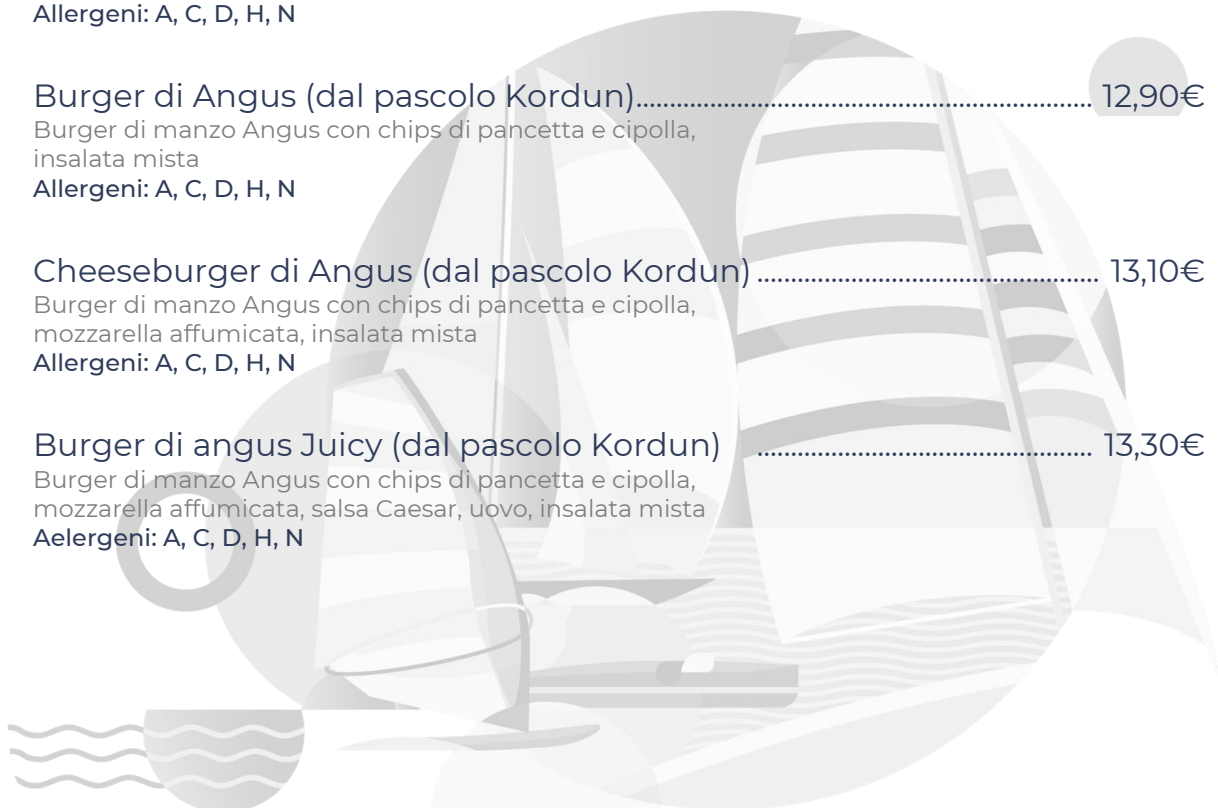 Allergeni: A, C, D, H, N
Burger di Angus (dal pascolo Kordun)........................................................... 12,90€
Burger di manzo Angus con chips di pancetta e cipolla,
insalata mista
Allergeni: A, C, D, H, N
Cheeseburger di Angus (dal pascolo Kordun) ............................................ 13,10€
Burger di manzo Angus con chips di pancetta e cipolla,
mozzarella affumicata, insalata mista
Allergeni: A, C, D, H, N
Burger di angus Juicy (dal pascolo Kordun) ........................................... 13,30€
Burger di manzo Angus con chips di pancetta e cipolla,
mozzarella affumicata, salsa Caesar, uovo, insalata mista
Aelergeni: A, C, D, H, N